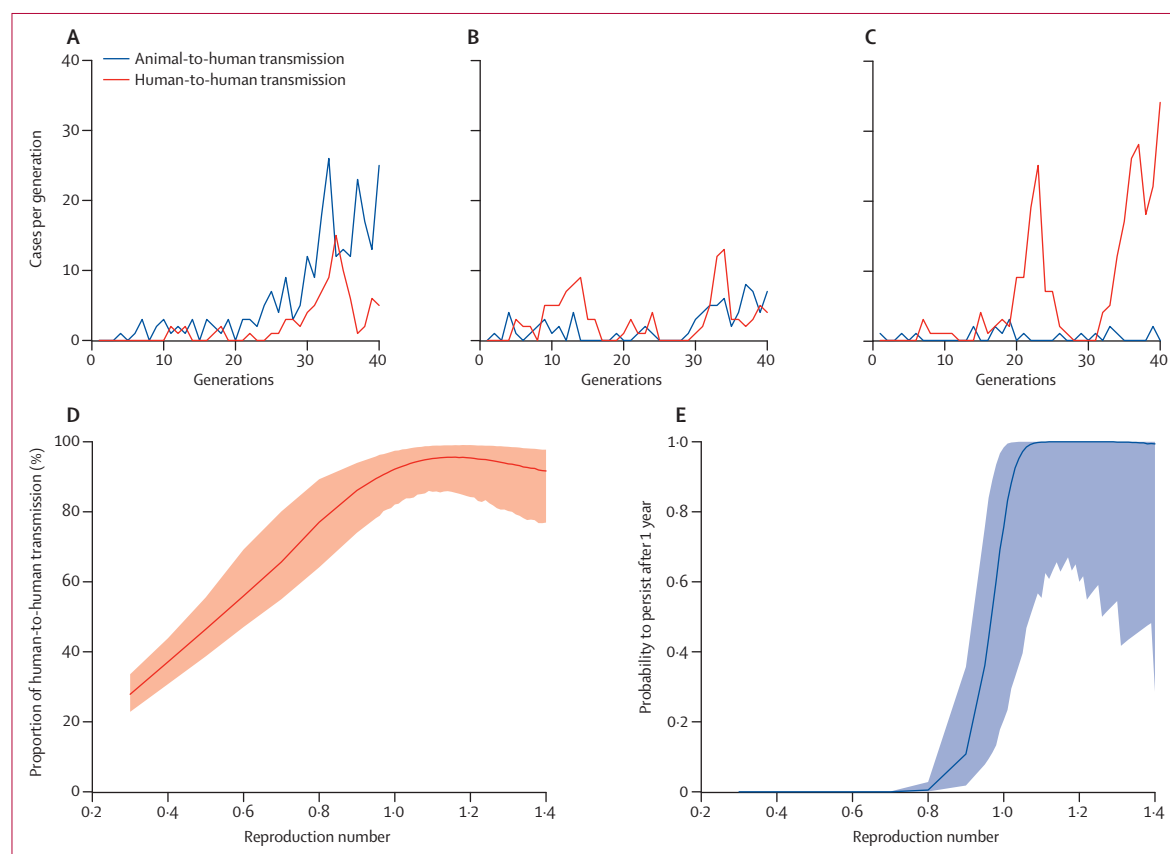 A
B
C
Animal-to-human transmission
Human-to-human transmission
Cases per generation
40
30
20
10
0
0 10 20 30 40
Generations
0 10 20 30 40
Generations
0 10 20 30 40
Generations
D
Proportion of human-to-human transmission (%)
100
80
60
40
20
0
0·2 0·4 0·6 0·8 1·0 1·2 1·4
Reproduction number
E
Probability to persist after 1 year
1·0
0·8
0·6
0·4
0·2
0
0·2 0·4 0·6 0·8 1·0 1·2 1·4
Reproduction number